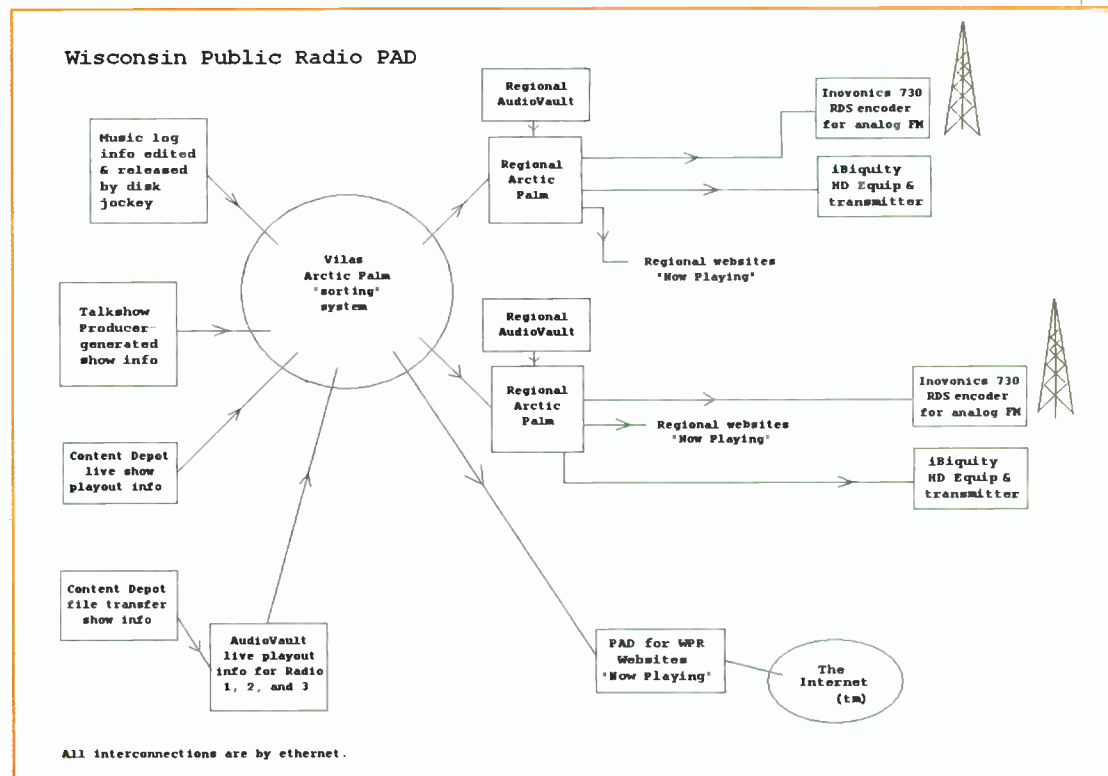 Wisconsin Public Radio PAD
Regional
AudioVault
Inovonics 730
RDS encoder
for analog FM
Music log
info edited
& released
by disk
jockey
Regional
Arctic
Palm
iBiquity
HD Equip &
transmitter
Vilas
Arctic Palm
"sorting"
system
Regional websites
"Now Playing"
Talkshow
Producer-
generated
show info
Regional
AudioVault
Regional
Arctic
Palm
Inovonics 730
RDS encoder
for analog FM
Regional websites
"Now Playing"
Content Depot
live show
playout info
iBiquity
HD Equip &
transmitter
Content Depot
file transfer
show info
AudioVault
live playout
info for Radio
1, 2, and 3
PAD for WPR
Websites
"Now Playing"
The
Internet
(tm)
All interconnections are by ethernet.